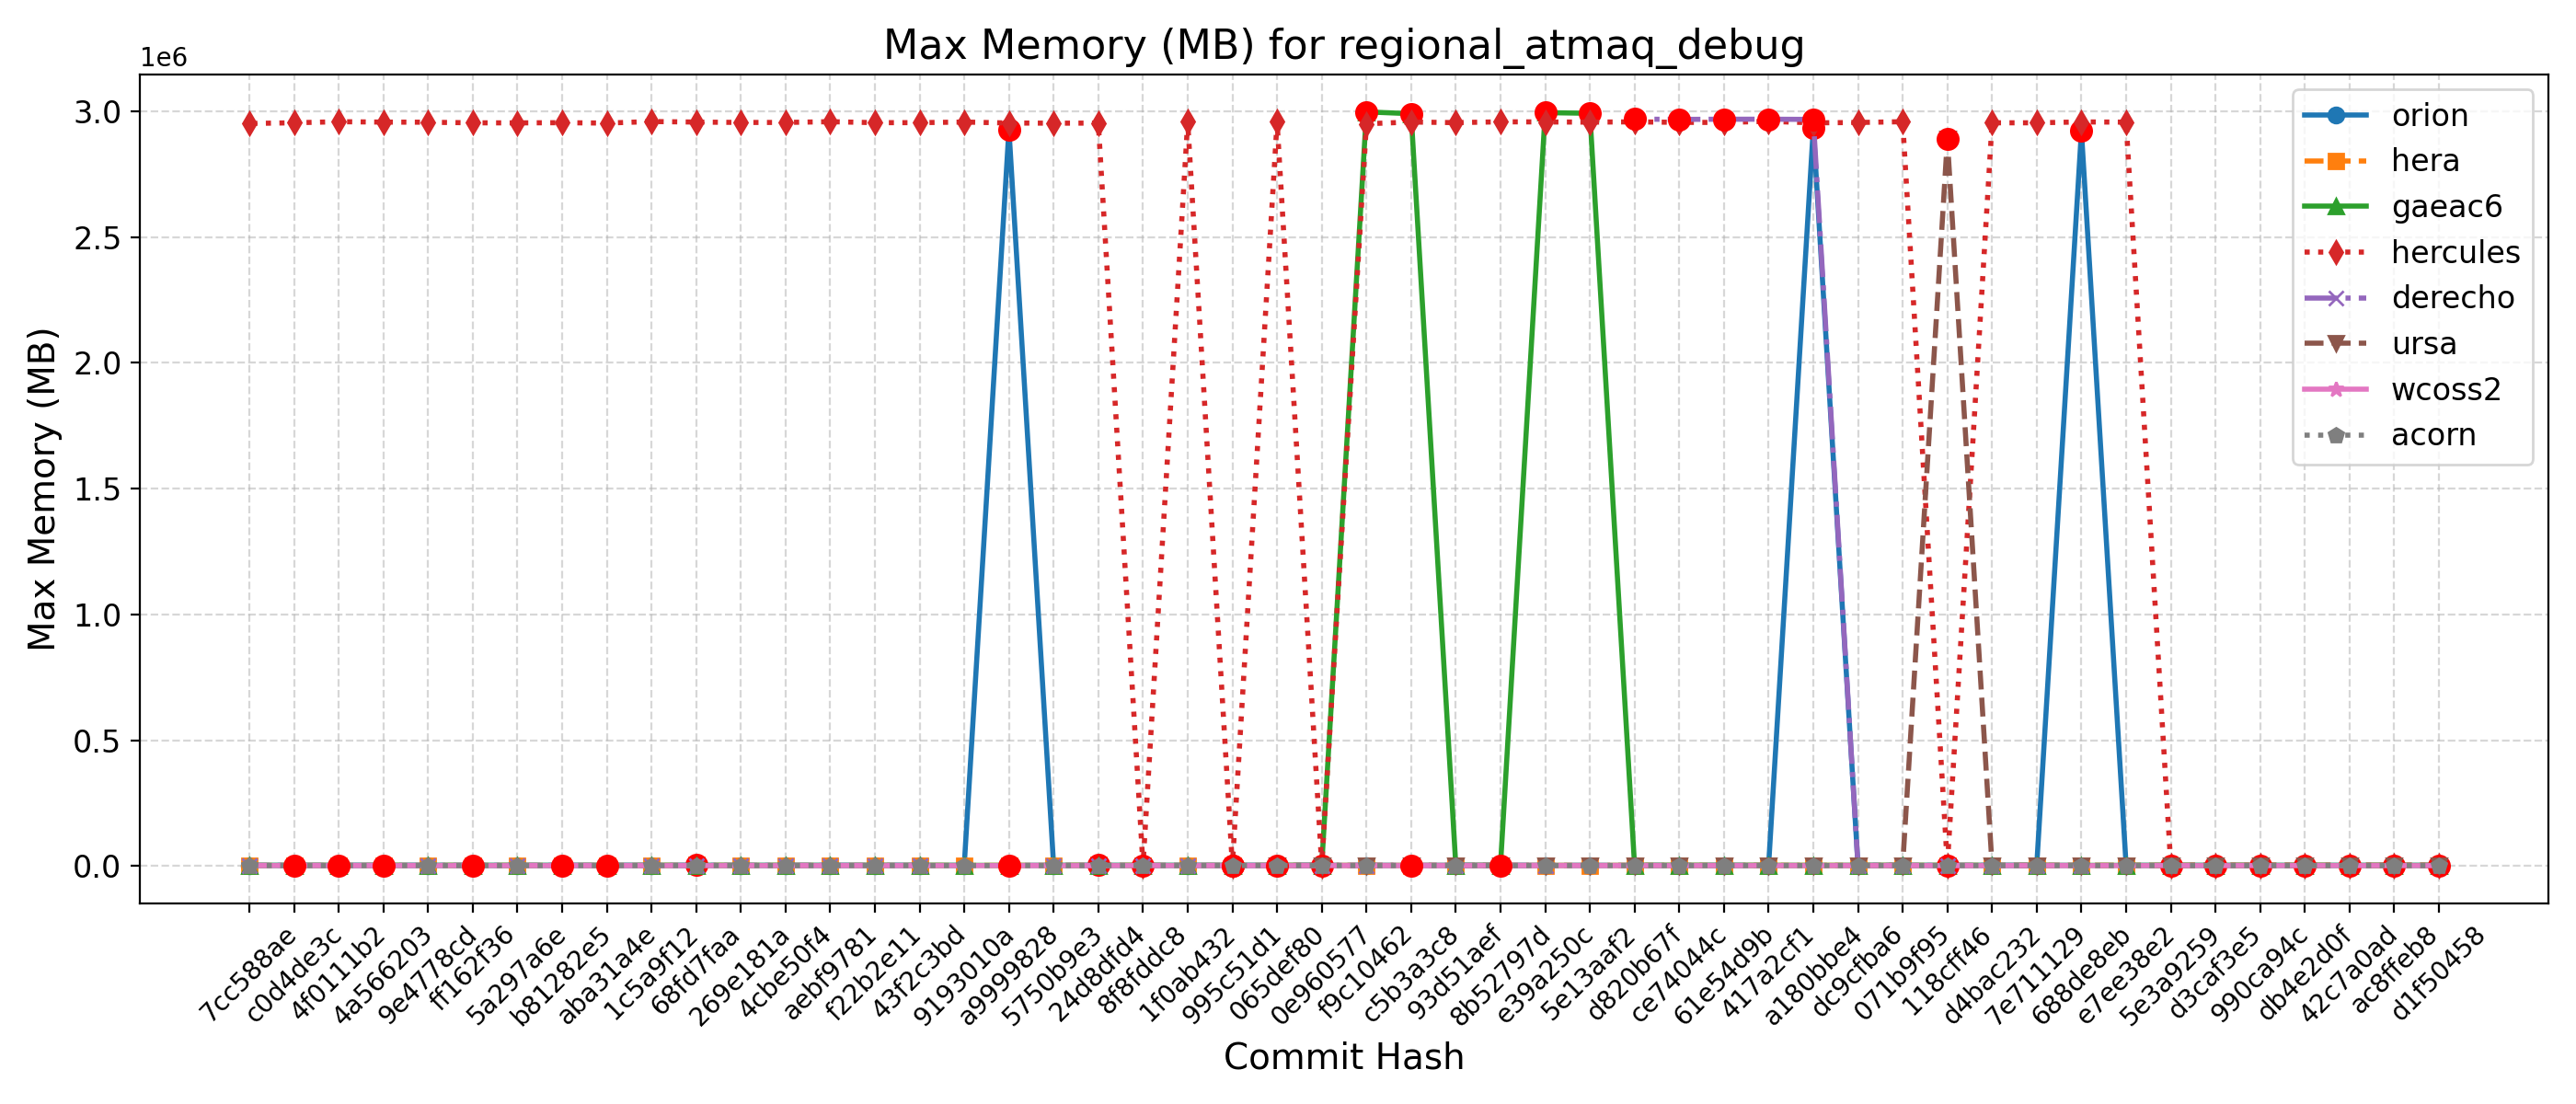 Max Memory (MB) for regional_atmaq_debug
1e6
3.0
2.5
2.0
1.5
1.0
0.5
0.0
Max Memory (MB)
orion
hera
gaeac6
hercules
derecho
ursa
wcoss2
acorn
7cc588ae
c0d4de3c
4f0111b2
4a566203
9e4778cd
ff162f36
5a297a6e
b81282e5
aba31a4e
1c5a9f12
68fd7faa
269e181a
4cbe50f4
aebf9781
f22b2e11
43f2c3bd
9193010a
a9999828
5750b9e3
24d8dfd4
8f8fddc8
1f0ab432
995c51d1
065def80
0e960577
f9c10462
c5b3a3c8
93d51aef
8b52797d
e39a250c
5e13aaf2
d820b67f
ce74044c
61e54d9b
417a2cf1
a180bbe4
dc9cfba6
071b9f95
118cff46
d4bac232
7e711129
688de8eb
e7ee38e2
5e3a9259
d3caf3e5
990ca94c
db4e2d0f
42c7a0ad
ac8ffeb8
d1f50458
Commit Hash